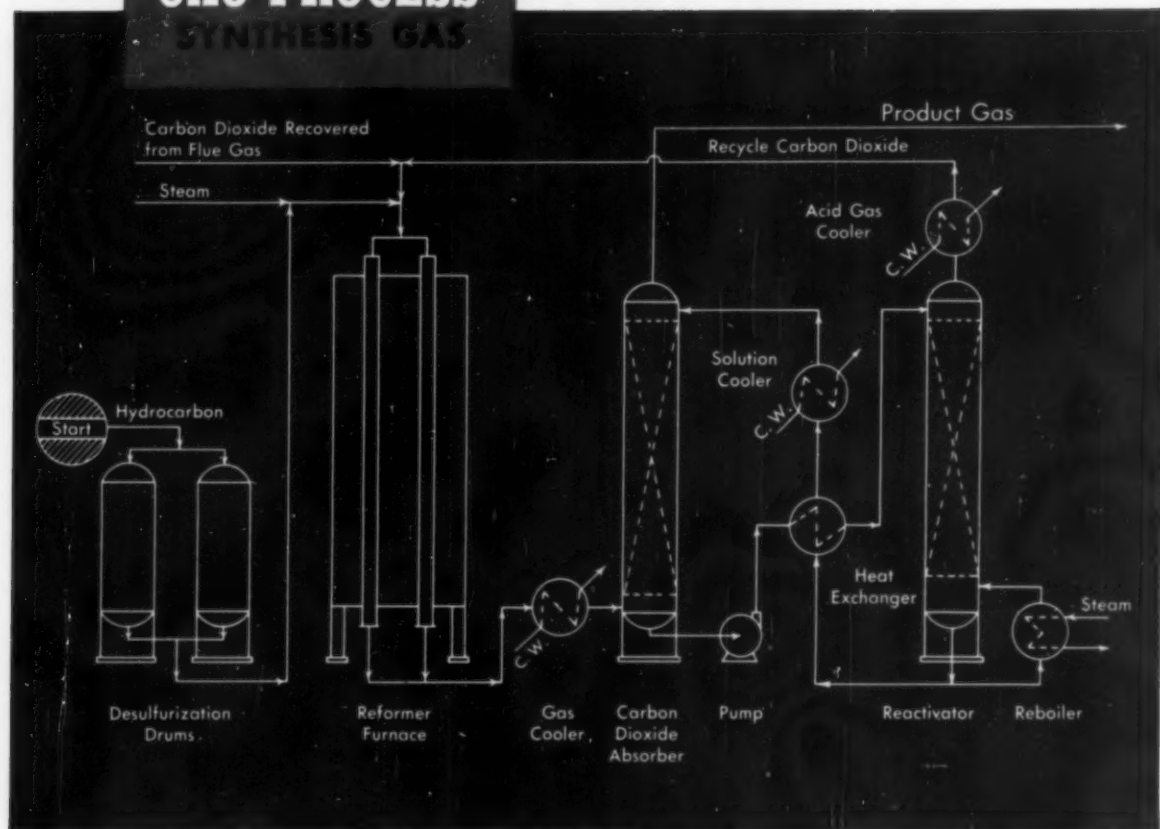 PROCESS
SYNTHESIS GAS
Carbon Dioxide Recovered
from Flue Gas
Product Gas
Recycle Carbon Dioxide
Steam
Acid Gas
Cooler
C. W.
Solution
Cooler
C. W.
Hydrocarbon
Start
Heat
Exchanger
Steam
C. W.
Desulfurization
Drums
Reformer
Furnace
Gas
Cooler
Carbon
Dioxide
Absorber
Pump
Reactivator
Reboiler